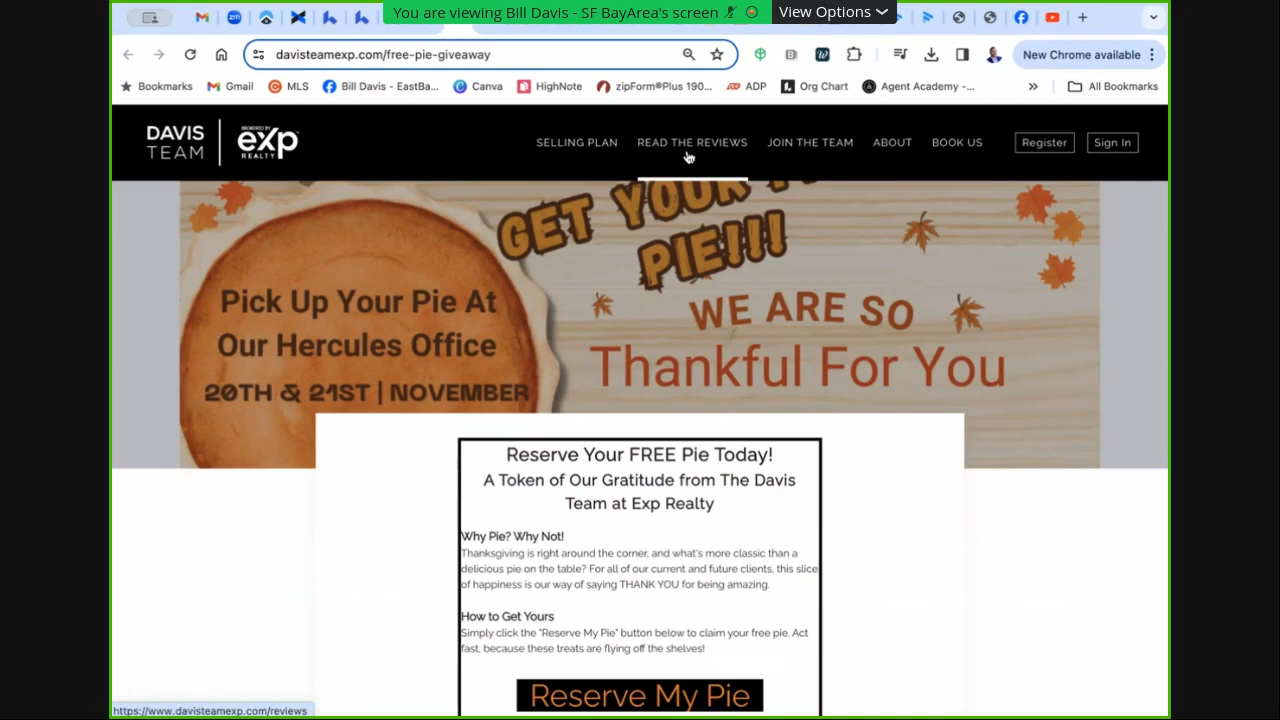 You are viewing Bill Davis - SF BayArea's screen
View Options
davisteamexp.com/free-pie-giveaway
New Chrome available
Bookmarks
Gmail
MLS
Bill Davis - EastBa...
Canva
HighNote
zipForm®Plus 190...
ADP
Org Chart
Agent Academy -...
»
All Bookmarks
DAVIS
TEAM
BROKERED BY
exp
REALTY
SELLING PLAN
READ THE REVIEWS
JOIN THE TEAM
ABOUT
BOOK US
Register
Sign In
GET YOUR
PIE!!!
Pick Up Your Pie At
Our Hercules Office
20TH & 21ST | NOVEMBER
WE ARE SO
Thankful For You
Reserve Your FREE Pie Today!
A Token of Our Gratitude from The Davis
Team at Exp Realty
Why Pie? Why Not!
Thanksgiving is right around the corner, and what's more classic than a
delicious pie on the table? For all of our current and future clients, this slice
of happiness is our way of saying THANK YOU for being amazing.
How to Get Yours
Simply click the "Reserve My Pie" button below to claim your free pie. Act
fast, because these treats are flying off the shelves!
Reserve My Pie
https://www.davisteamexp.com/reviews